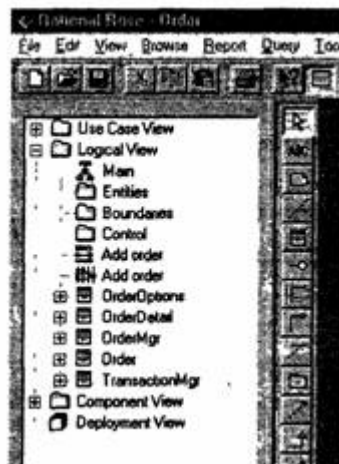 Rational Rose - Order
File Edit View Browse Report Query
ABC
Use Case View
Logical View
Main
Entities
Boundaries
Control
Add order
Add order
OrderOptions
OrderDetail
OrderMgr
Order
TransactionMgr
Component View
Deployment View